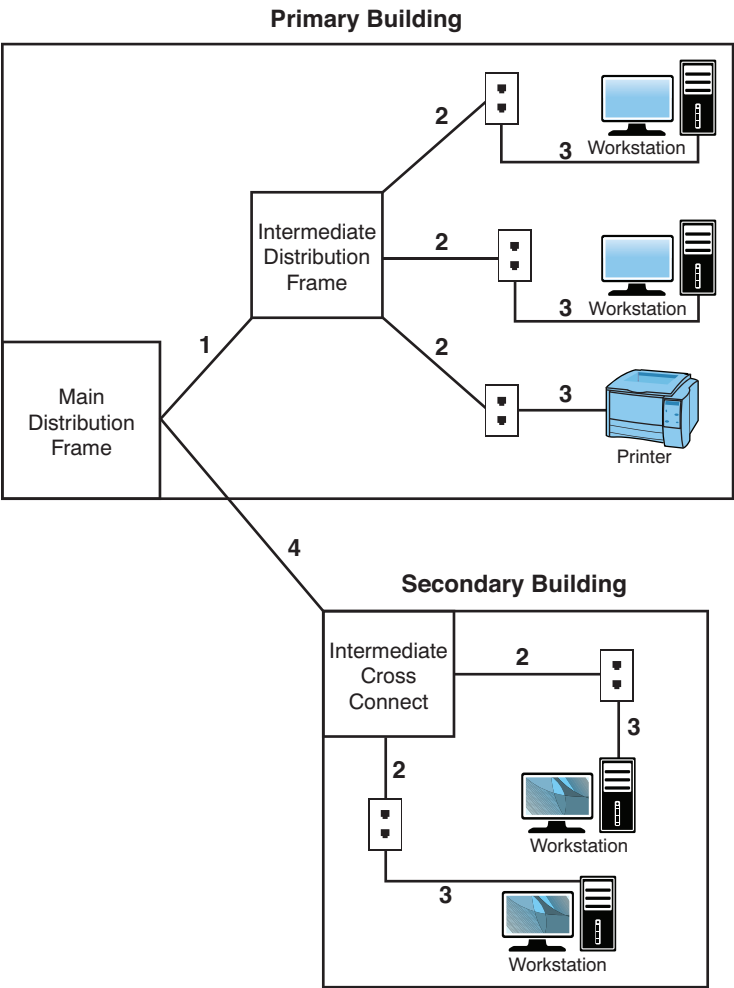 Primary Building
2
3
Workstation
Intermediate
Distribution
Frame
2
3
Workstation
1
2
3
Printer
Main
Distribution
Frame
4
Secondary Building
Intermediate
Cross
Connect
2
3
Workstation
2
3
Workstation